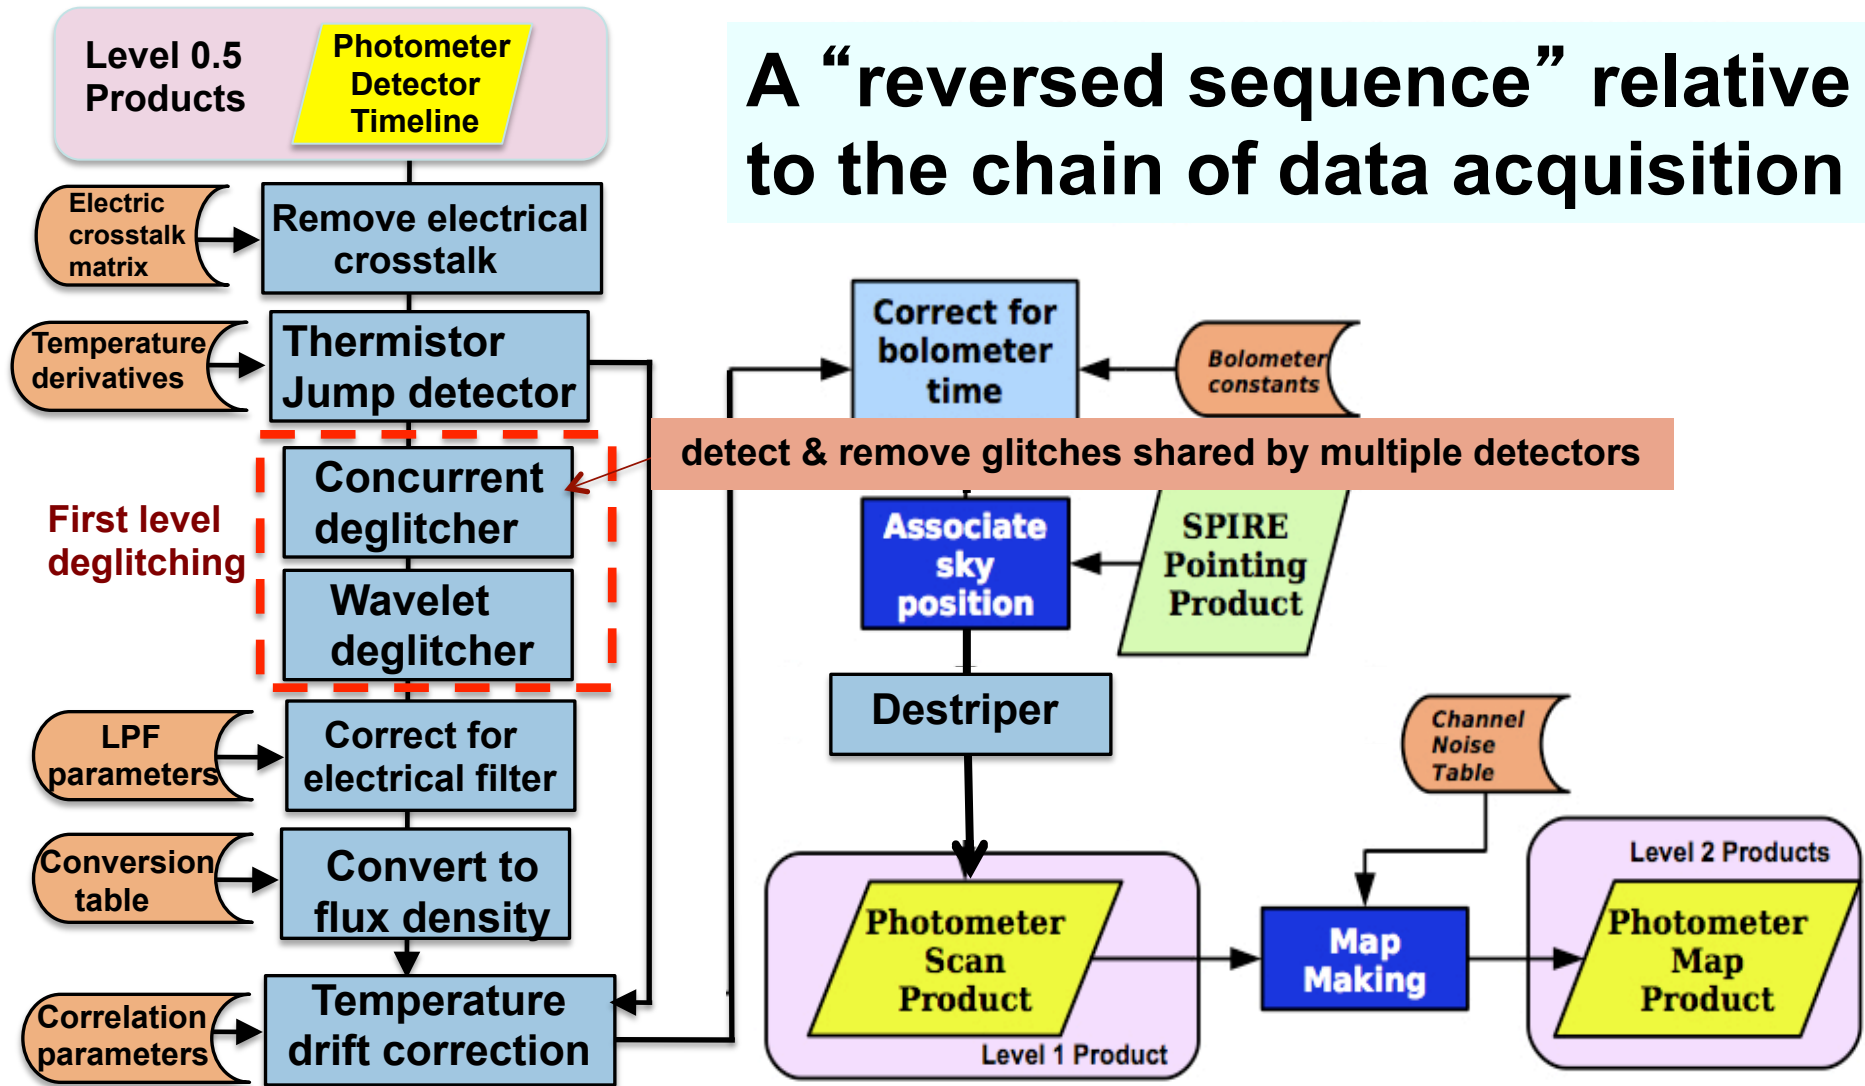 Level 0.5
Products
Photometer
Detector
Timeline
A “reversed sequence” relative
to the chain of data acquisition
Electric
crosstalk
matrix
Remove electrical
crosstalk
Temperature
derivatives
Thermistor
Jump detector
First level
deglitching
Concurrent
deglitcher
Wavelet
deglitcher
LPF
parameters
Correct for
electrical filter
Conversion
table
Convert to
flux density
Correlation
parameters
Temperature
drift correction
Correct for
bolometer
time
Bolometer
constants
detect & remove glitches shared by multiple detectors
Associate
sky
position
SPIRE
Pointing
Product
Destriper
Channel
Noise
Table
Photometer
Scan
Product
Level 1 Product
Map
Making
Level 2 Products
Photometer
Map
Product